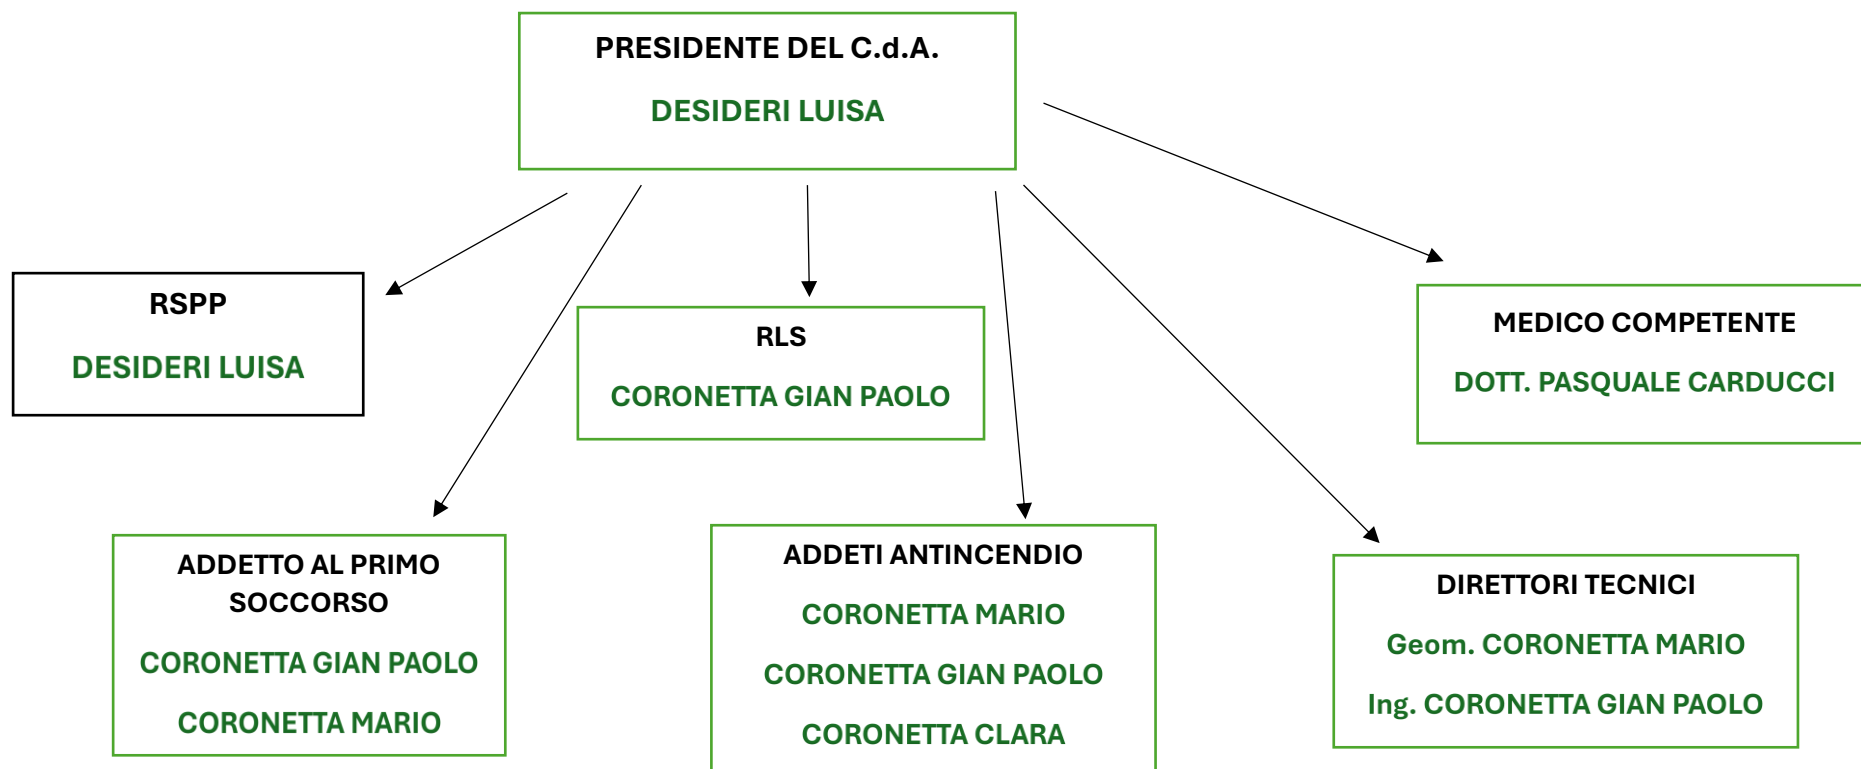 PRESIDENTE DEL C.d.A.
DESIDERI LUISA
RSPP
DESIDERI LUISA
RLS
CORONETTA GIAN PAOLO
MEDICO COMPETENTE
DOTT. PASQUALE CARDUCCI
ADDETTO AL PRIMO
SOCCORSO
CORONETTA GIAN PAOLO
CORONETTA MARIO
ADDETI ANTINCENDIO
CORONETTA MARIO
CORONETTA GIAN PAOLO
CORONETTA CLARA
DIRETTORI TECNICI
Geom. CORONETTA MARIO
Ing. CORONETTA GIAN PAOLO